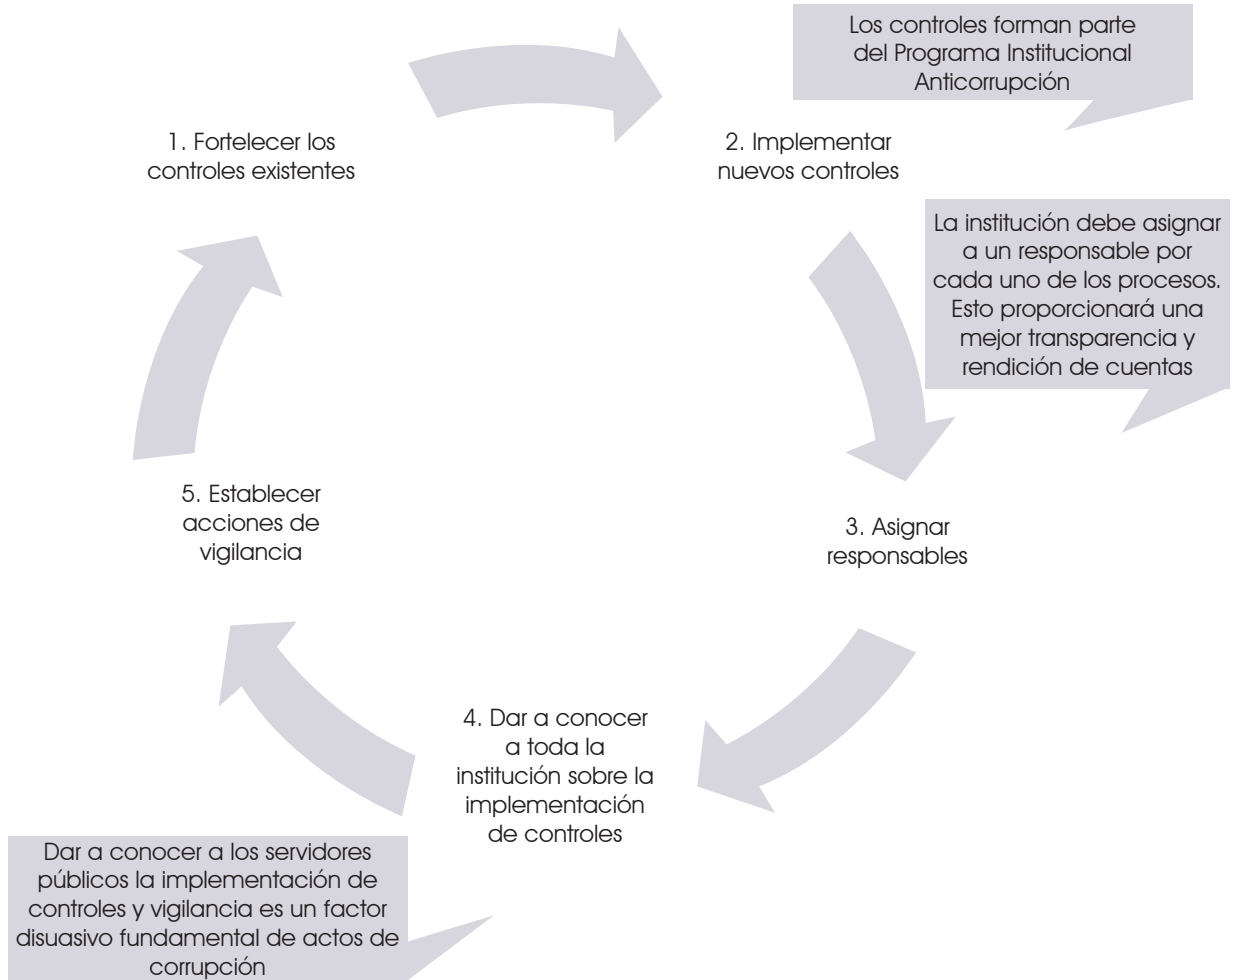 Los controles forman parte
del Programa Institucional
Anticorrupción
1. Fortelecer los
controles existentes
2. Implementar
nuevos controles
La institución debe asignar
a un responsable por
cada uno de los procesos.
Esto proporcionará una
mejor transparencia y
rendición de cuentas
3. Asignar
responsables
4. Dar a conocer
a toda la
institución sobre la
implementación
de controles
Dar a conocer a los servidores
públicos la implementación de
controles y vigilancia es un factor
disuasivo fundamental de actos de
corrupción
5. Establecer
acciones de
vigilancia